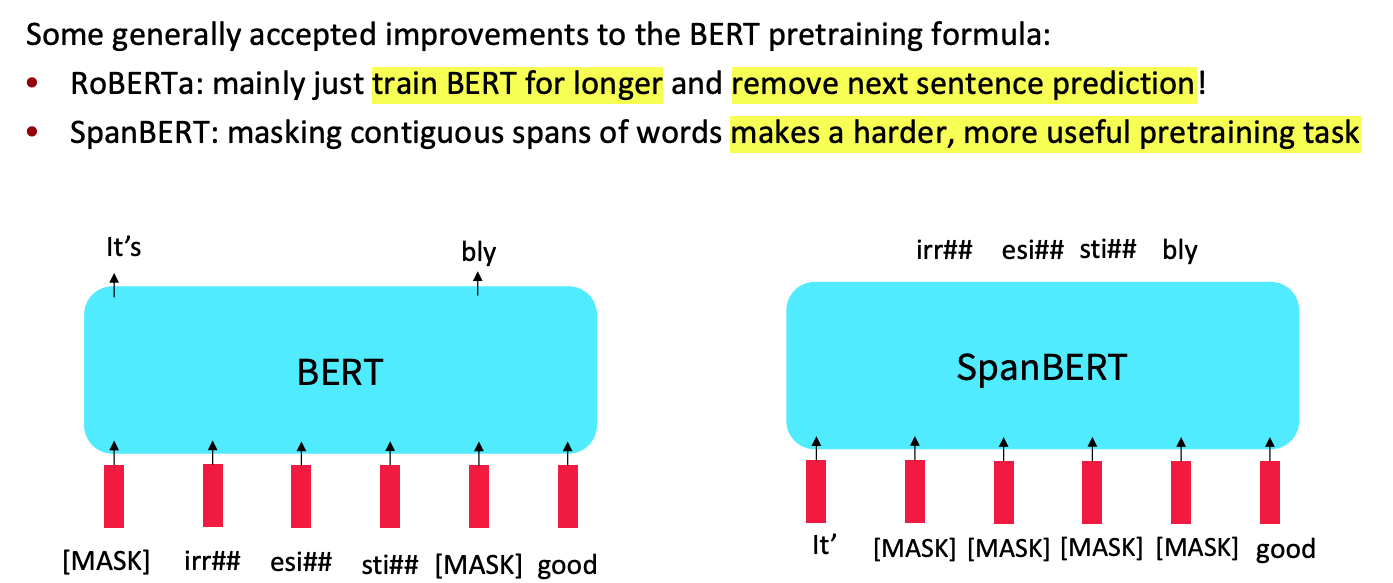 Some generally accepted improvements to the BERT pretraining formula:
• RoBERTa: mainly just train BERT for longer and remove next sentence prediction!
• SpanBERT: masking contiguous spans of words makes a harder, more useful pretraining task
It’s bly
BERT
[MASK] irr## esi## sti## [MASK] good
irr## esi## sti## bly
SpanBERT
It’ [MASK] [MASK] [MASK] [MASK] good